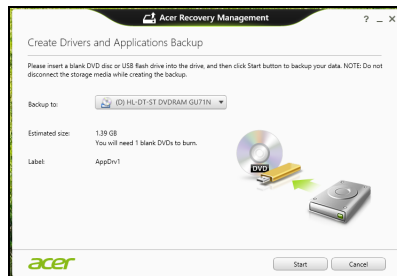 Acer Recovery Management
? _ X
Create Drivers and Applications Backup
Please insert a blank DVD disc or USB flash drive into the drive, and then click Start button to backup your data. NOTE: Do not
disconnect the storage media while creating the backup.
Backup to: (D) HL-DT-ST DVDRAM GU71N
Estimated size: 1.39 GB
You will need 1 blank DVDs to burn.
Label: AppDrv1
DVD
acer
Start Cancel